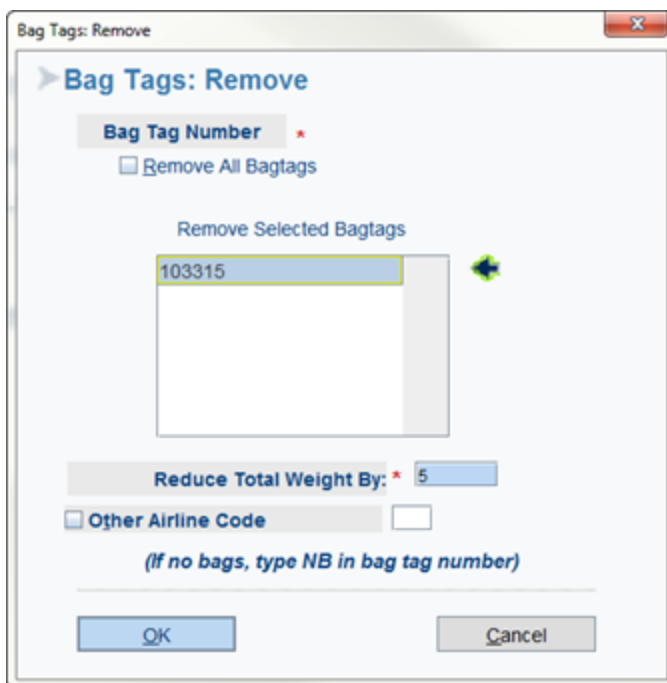 Bag Tags: Remove
Bag Tags: Remove
Bag Tag Number *
Remove All Bagtags
Remove Selected Bagtags
103315
Reduce Total Weight By: * 5
Other Airline Code
(If no bags, type NB in bag tag number)
OK Cancel